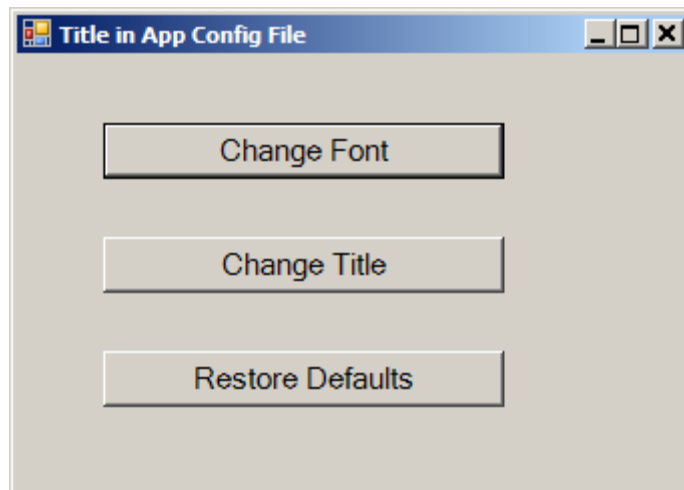 Title in App Config File
Change Font
Change Title
Restore Defaults